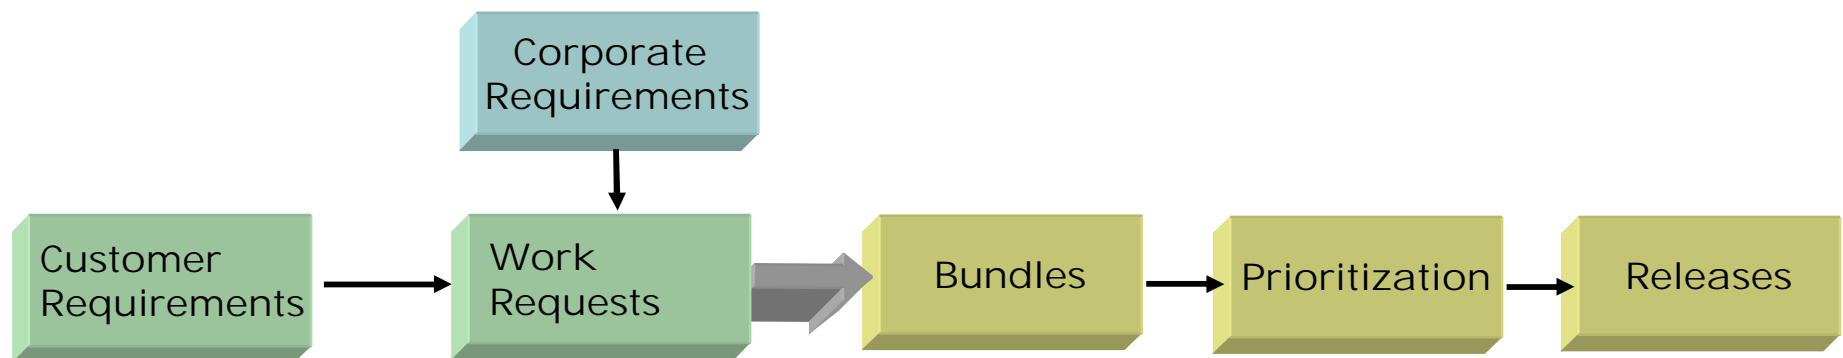 Corporate
Requirements
Customer
Requirements
Work
Requests
Bundles
Prioritization
Releases